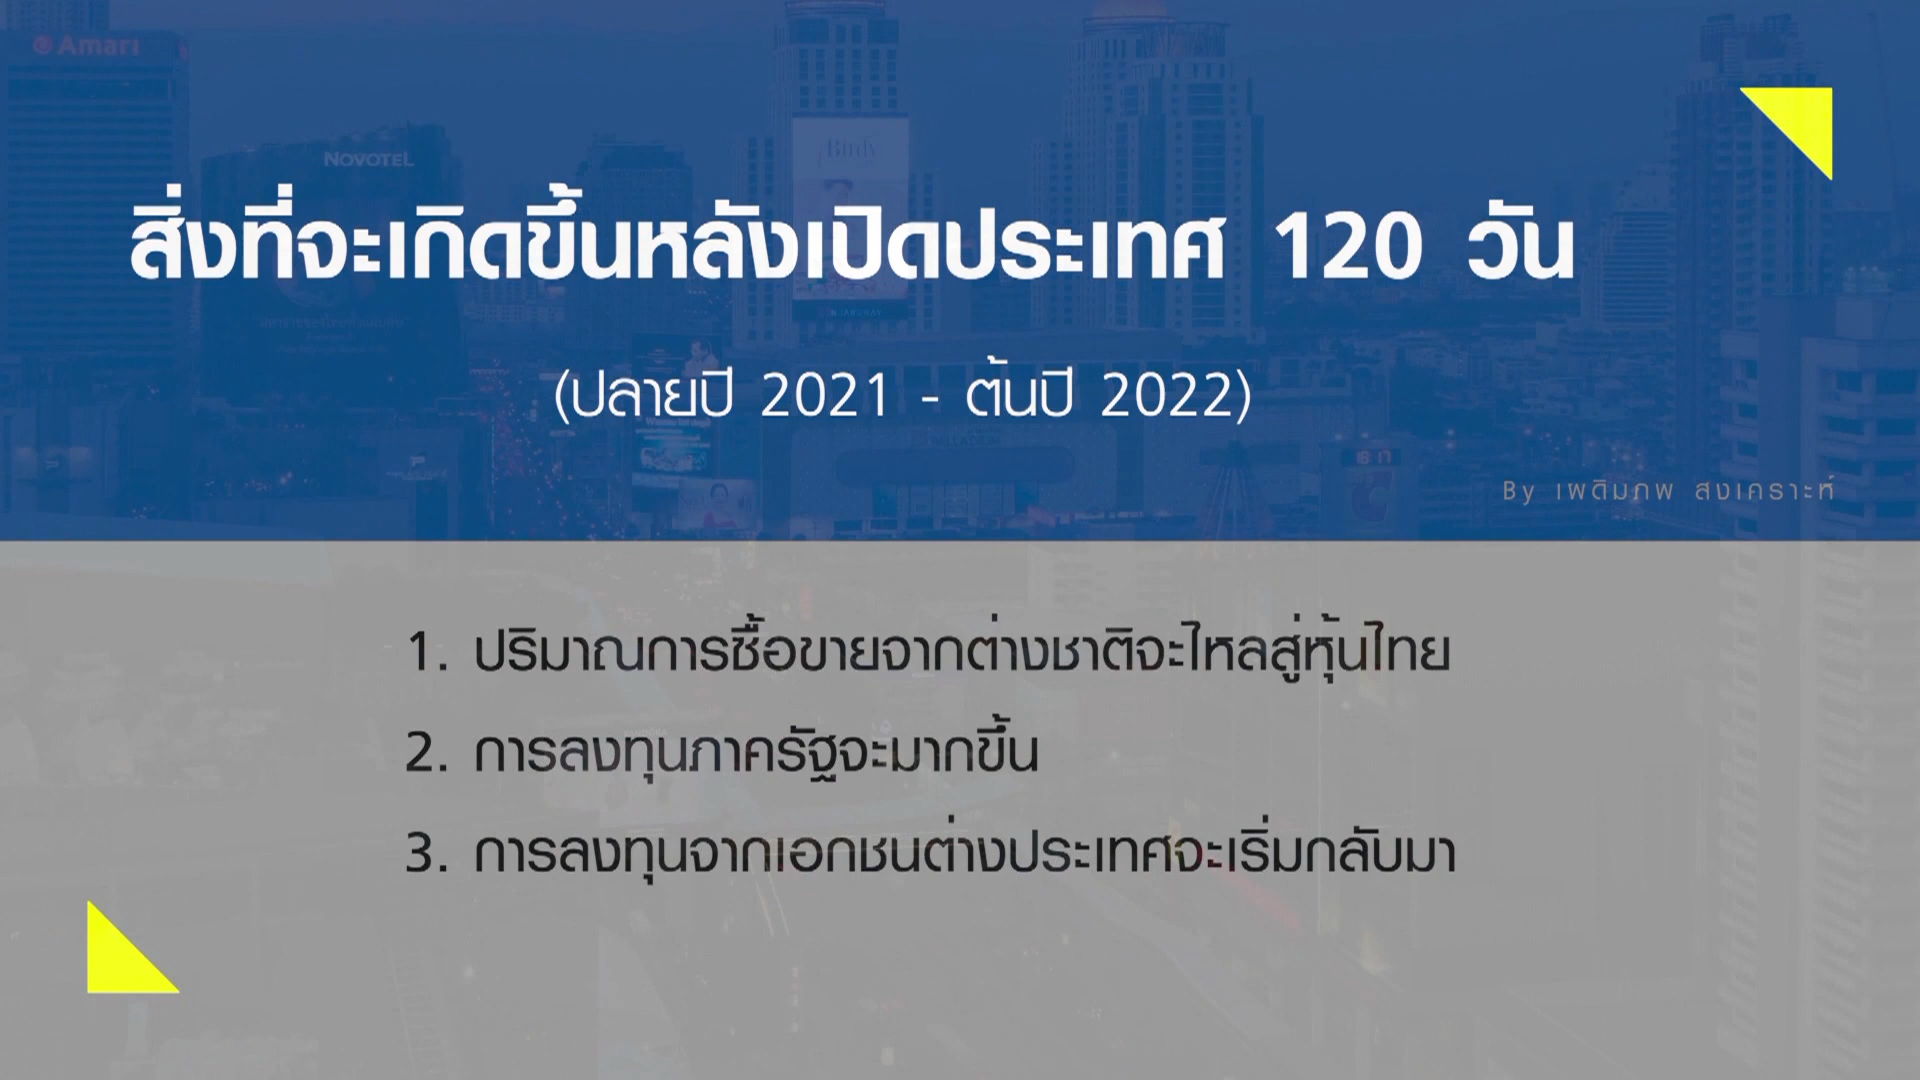 Amari
NOVOTEL
สิ่งที่จะเกิดขึ้นหลังเปิดประเทศ 120 วัน
(ปลายปี 2021 - ต้นปี 2022)
By เผดิมภพ สงเคราะห์
1. ปริมาณการซื้อขายจากต่างชาติจะไหลสู่หุ้นไทย
2. การลงทุนภาครัฐจะมากขึ้น
3. การลงทุนจากเอกชนต่างประเทศจะเริ่มกลับมา